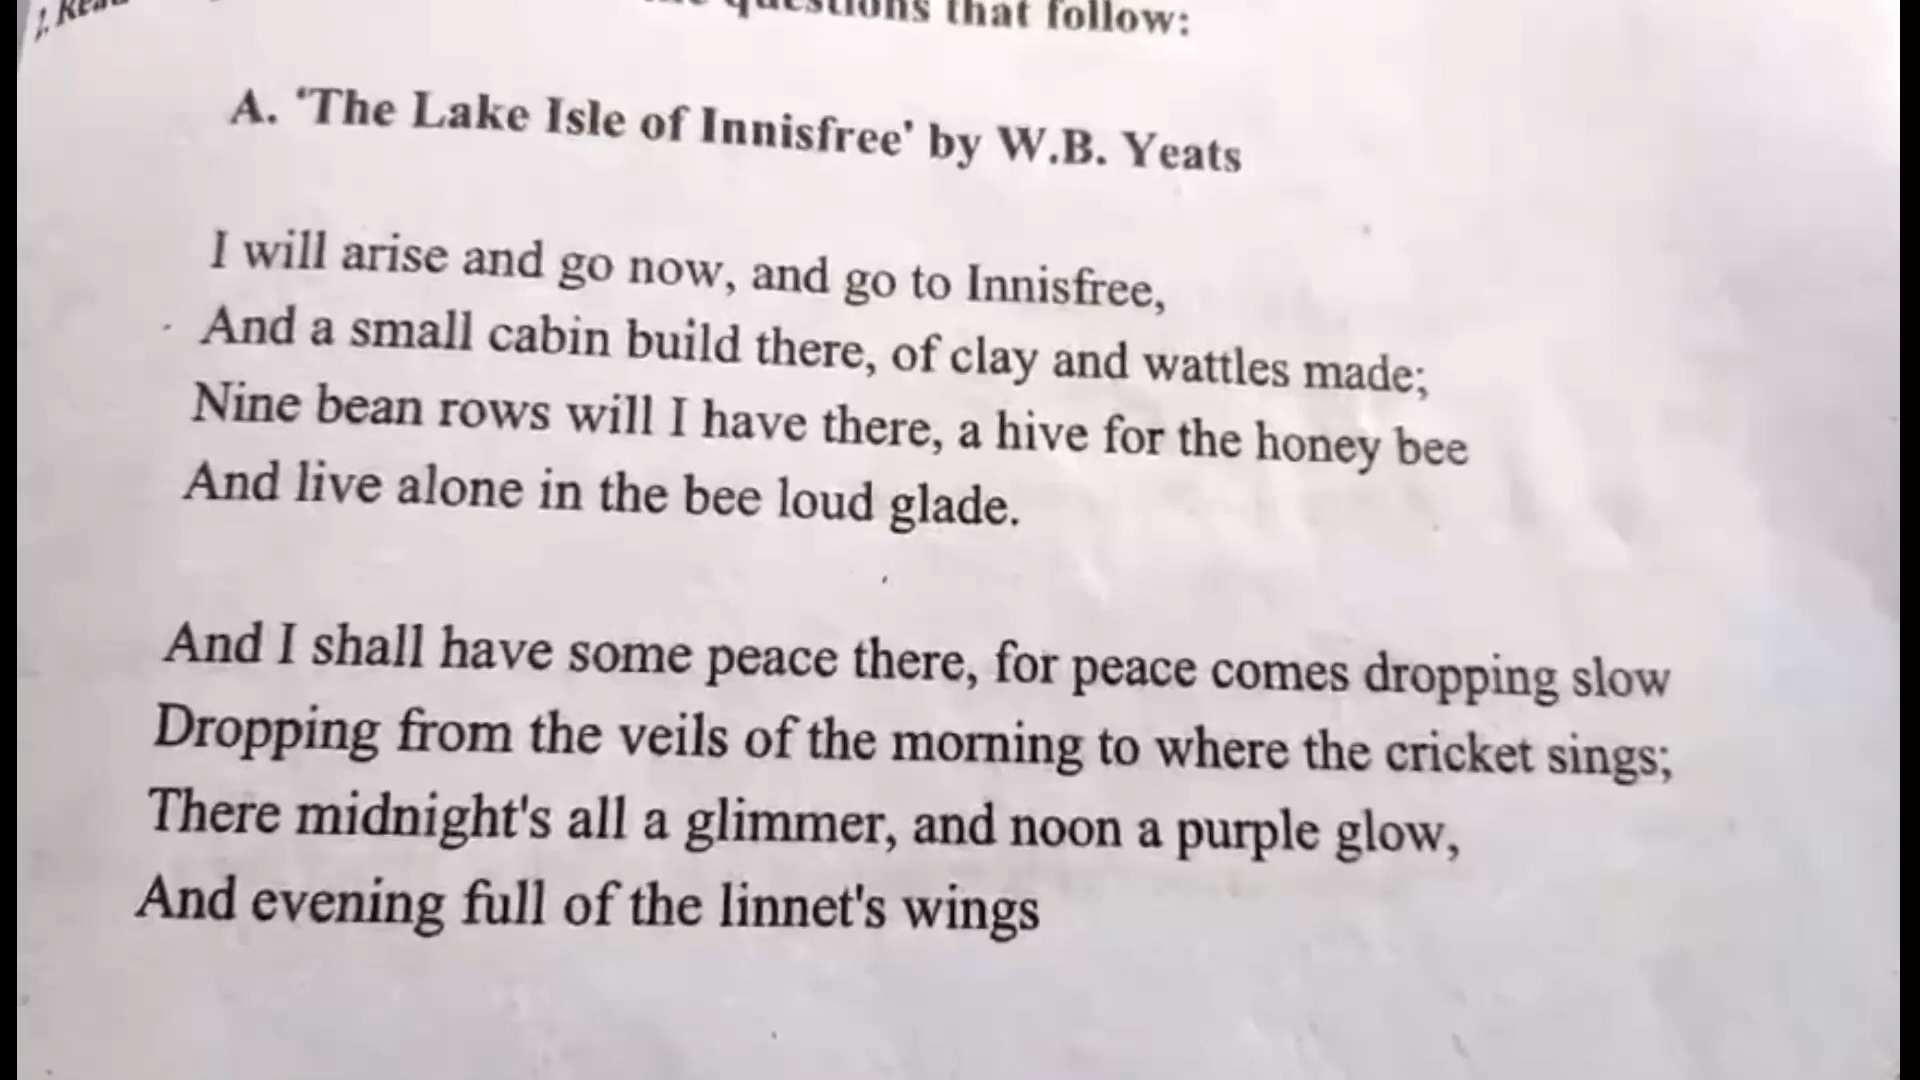 questions that follow:
A. 'The Lake Isle of Innisfree' by W.B. Yeats
I will arise and go now, and go to Innisfree,
And a small cabin build there, of clay and wattles made;
Nine bean rows will I have there, a hive for the honey bee
And live alone in the bee loud glade.
And I shall have some peace there, for peace comes dropping slow
Dropping from the veils of the morning to where the cricket sings;
There midnight's all a glimmer, and noon a purple glow,
And evening full of the linnet's wings